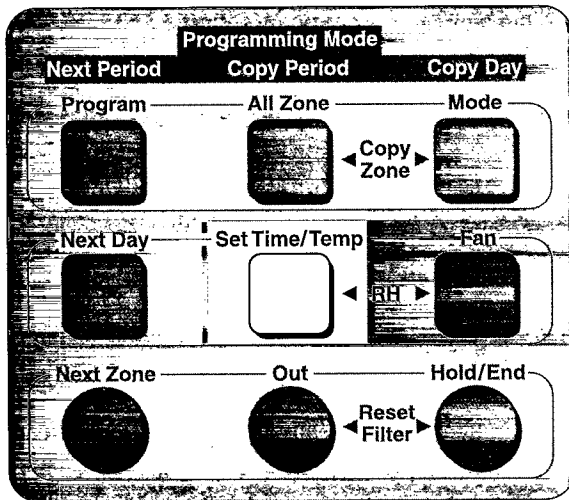 Programming Mode
Next Period Copy Period Copy Day
Program All Zone Mode
Copy
Zone
Next Day Set Time/Temp Fan
RH
Next Zone Out Hold/End
Reset
Filter